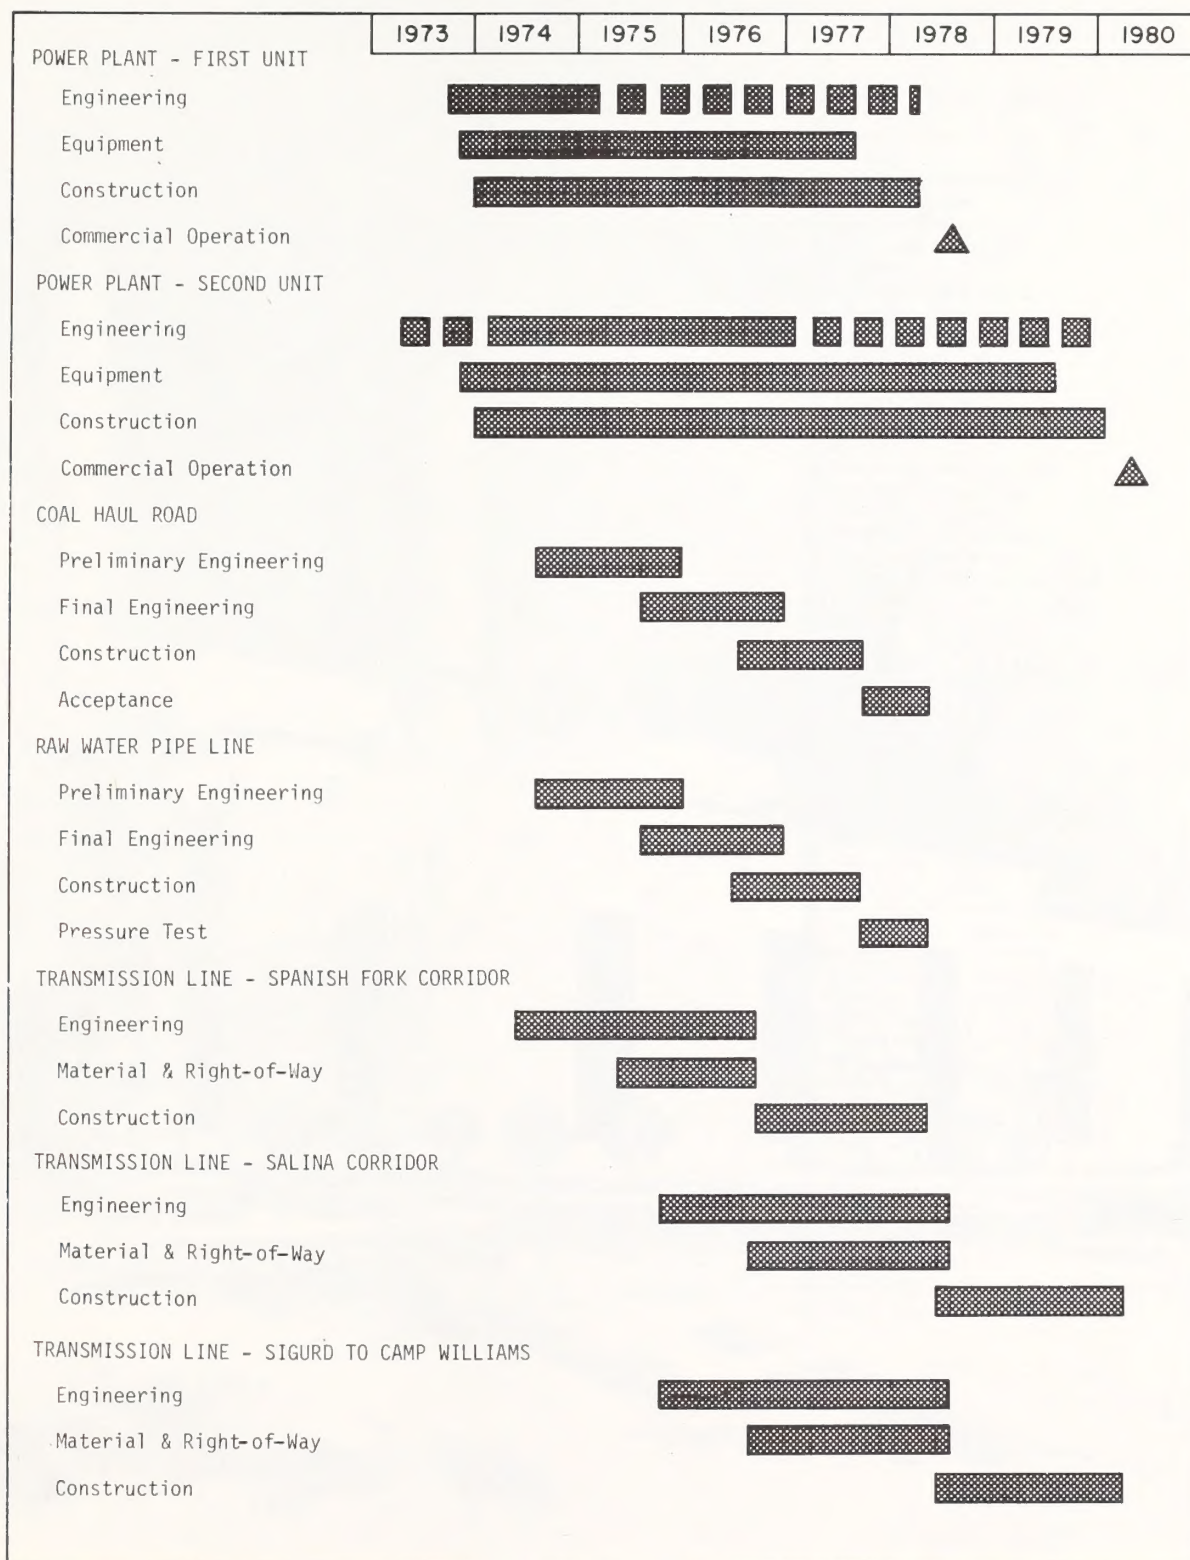 1973 1974 1975 1976 1977 1978 1979 1980
POWER PLANT - FIRST UNIT
Engineering
Equipment
Construction
Commercial Operation
POWER PLANT - SECOND UNIT
Engineering
Equipment
Construction
Commercial Operation
COAL HAUL ROAD
Preliminary Engineering
Final Engineering
Construction
Acceptance
RAW WATER PIPE LINE
Preliminary Engineering
Final Engineering
Construction
Pressure Test
TRANSMISSION LINE - SPANISH FORK CORRIDOR
Engineering
Material & Right-of-Way
Construction
TRANSMISSION LINE - SALINA CORRIDOR
Engineering
Material & Right-of-Way
Construction
TRANSMISSION LINE - SIGURD TO CAMP WILLIAMS
Engineering
Material & Right-of-Way
Construction